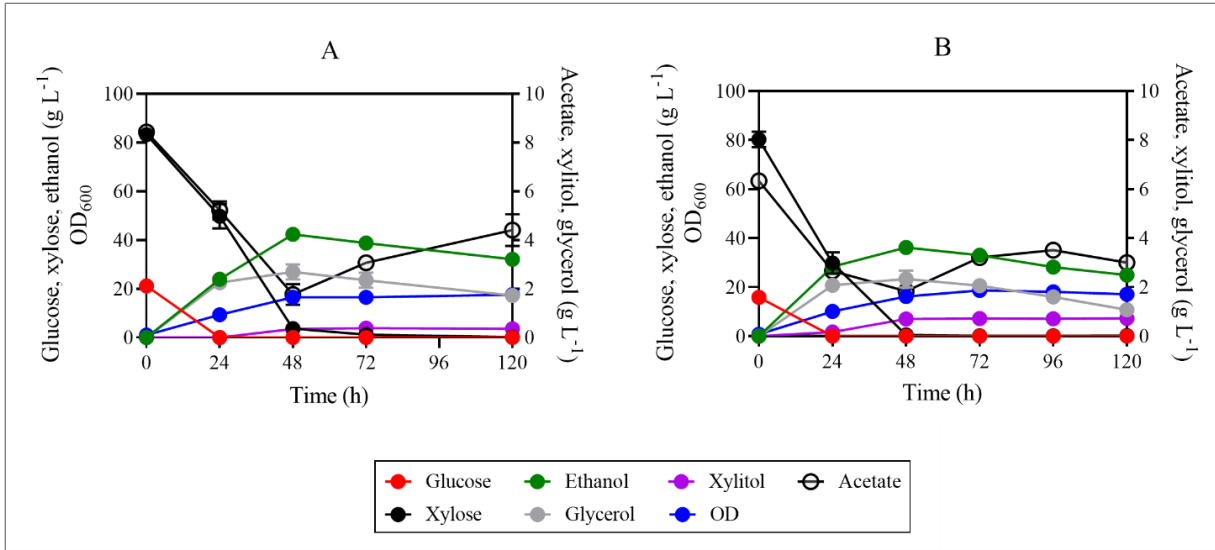 A
Glucose, xylose, ethanol (g L⁻¹)
OD₆₀₀
100
80
60
40
20
0
10
8
6
4
2
0
Acetate, xylitol, glycerol (g L⁻¹)
0 24 48 72 96 120
Time (h)
B
Glucose, xylose, ethanol (g L⁻¹)
OD₆₀₀
100
80
60
40
20
0
10
8
6
4
2
0
Acetate, xylitol, glycerol (g L⁻¹)
0 24 48 72 96 120
Time (h)
Glucose Ethanol Xylitol Acetate
Xylose Glycerol OD